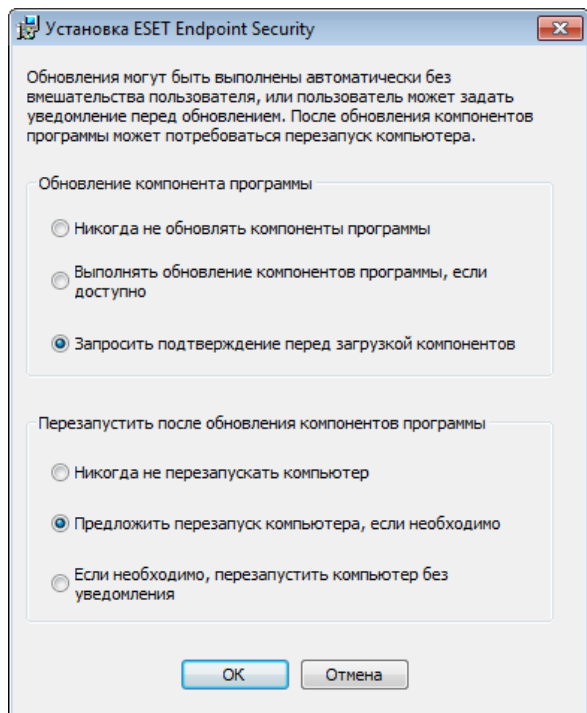 Установка ESET Endpoint Security
Обновления могут быть выполнены автоматически без
вмешательства пользователя, или пользователь может задать
уведомление перед обновлением. После обновления компонентов
программы может потребоваться перезапуск компьютера.
Обновление компонента программы
Никогда не обновлять компоненты программы
Выполнять обновление компонентов программы, если
доступно
Запросить подтверждение перед загрузкой компонентов
Перезапустить после обновления компонентов программы
Никогда не перезапускать компьютер
Предложить перезапуск компьютера, если необходимо
Если необходимо, перезапустить компьютер без
уведомления
ОК
Отмена